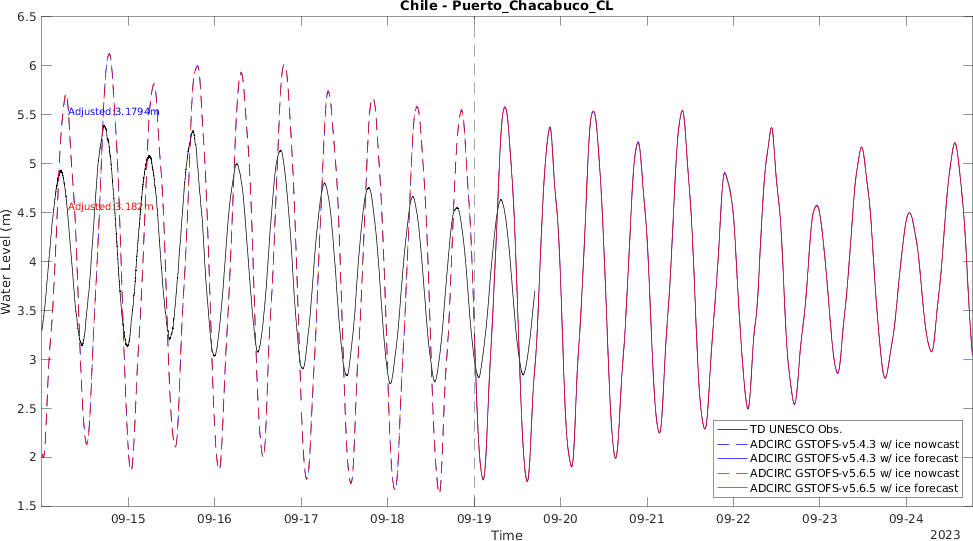 Chile - Puerto_Chacabuco_CL
6.5
6
5.5
5
4.5
4
3.5
3
2.5
2
1.5
Water Level (m)
Adjusted:3.1794m
Adjusted:3.182m
TD UNESCO Obs.
ADCIRC GSTOFS-v5.4.3 w/ ice nowcast
ADCIRC GSTOFS-v5.4.3 w/ ice forecast
ADCIRC GSTOFS-v5.6.5 w/ ice nowcast
ADCIRC GSTOFS-v5.6.5 w/ ice forecast
09-15 09-16 09-17 09-18 09-19 09-20 09-21 09-22 09-23 09-24
Time
2023